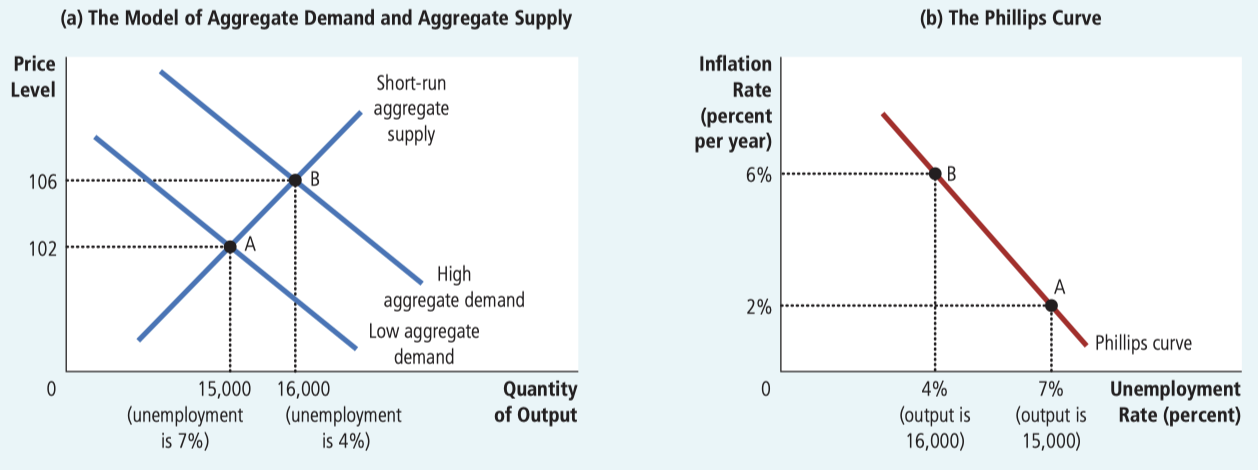 (a) The Model of Aggregate Demand and Aggregate Supply
Price
Level
Short-run
aggregate
supply
106
B
102
A
High
aggregate demand
Low aggregate
demand
0
15,000
(unemployment
is 7%)
16,000
(unemployment
is 4%)
Quantity
of Output
(b) The Phillips Curve
Inflation
Rate
(percent
per year)
6%
B
A
2%
Phillips curve
0
4%
(output is
16,000)
7%
(output is
15,000)
Unemployment
Rate (percent)